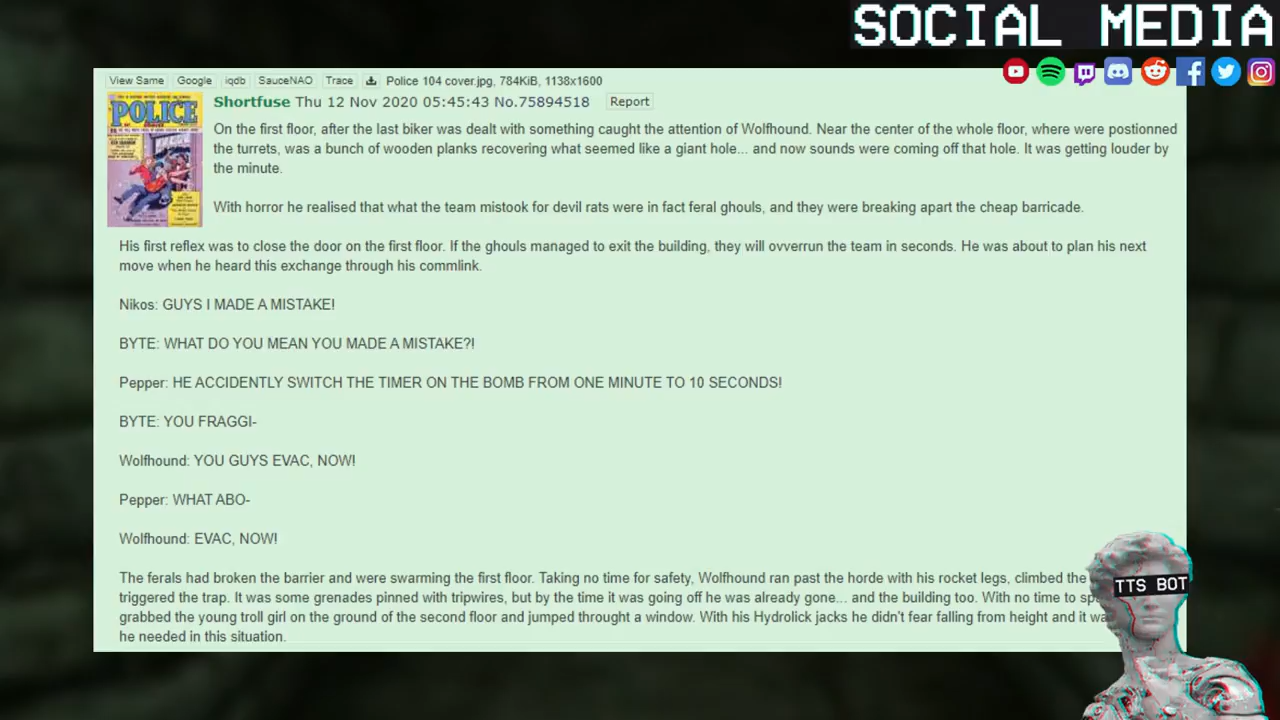 SOCIAL MEDIA
View Same Google iqdb SauceNAO Trace Police 104 cover.jpg, 784KiB, 1138x1600
Shortfuse Thu 12 Nov 2020 05:45:43 No.75894518 Report
POLICE
On the first floor, after the last biker was dealt with something caught the attention of Wolfhound. Near the center of the whole floor, where were postionned
the turrets, was a bunch of wooden planks recovering what seemed like a giant hole... and now sounds were coming off that hole. It was getting louder by
the minute.
With horror he realised that what the team mistook for devil rats were in fact feral ghouls, and they were breaking apart the cheap barricade.
His first reflex was to close the door on the first floor. If the ghouls managed to exit the building, they will ovverrun the team in seconds. He was about to plan his next
move when he heard this exchange through his commlink.
Nikos: GUYS I MADE A MISTAKE!
BYTE: WHAT DO YOU MEAN YOU MADE A MISTAKE?!
Pepper: HE ACCIDENTLY SWITCH THE TIMER ON THE BOMB FROM ONE MINUTE TO 10 SECONDS!
BYTE: YOU FRAGGI-
Wolfhound: YOU GUYS EVAC, NOW!
Pepper: WHAT ABO-
Wolfhound: EVAC, NOW!
The ferals had broken the barrier and were swarming the first floor. Taking no time for safety, Wolfhound ran past the horde with his rocket legs, climbed the
triggered the trap. It was some grenades pinned with tripwires, but by the time it was going off he was already gone... and the building too. With no time to
grabbed the young troll girl on the ground of the second floor and jumped throught a window. With his Hydrolick jacks he didn't fear falling from height and it
he needed in this situation.
TTS BOT